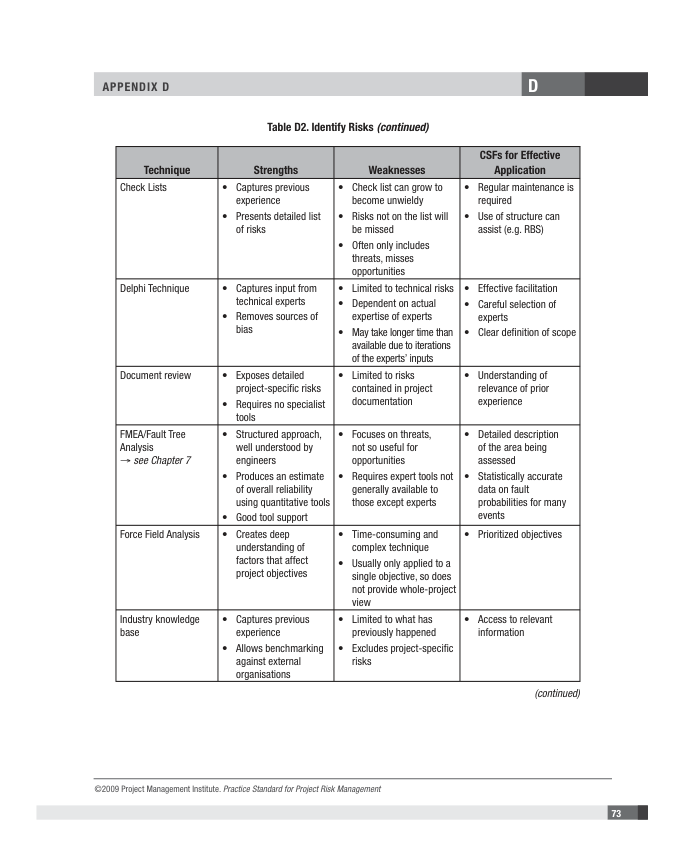 APPENDIX D
D
Table D2. Identify Risks (continued)
Technique
Strengths
Weaknesses
CSFs for Effective
Application
Check Lists
• Captures previous
experience
• Presents detailed list
of risks
• Check list can grow to
become unwieldy
• Risks not on the list will
be missed
• Often only includes
threats, misses
opportunities
• Regular maintenance is
required
• Use of structure can
assist (e.g. RBS)
Delphi Technique
• Captures input from
technical experts
• Removes sources of
bias
• Limited to technical risks
• Dependent on actual
expertise of experts
• May take longer time than
available due to iterations
of the experts' inputs
• Effective facilitation
• Careful selection of
experts
• Clear definition of scope
Document review
• Exposes detailed
project-specific risks
• Requires no specialist
tools
• Limited to risks
contained in project
documentation
• Understanding of
relevance of prior
experience
FMEA/Fault Tree
Analysis
→ see Chapter 7
• Structured approach,
well understood by
engineers
• Produces an estimate
of overall reliability
using quantitative tools
• Good tool support
• Focuses on threats,
not so useful for
opportunities
• Requires expert tools not
generally available to
those except experts
• Detailed description
of the area being
assessed
• Statistically accurate
data on fault
probabilities for many
events
Force Field Analysis
• Creates deep
understanding of
factors that affect
project objectives
• Time-consuming and
complex technique
• Usually only applied to a
single objective, so does
not provide whole-project
view
• Prioritized objectives
Industry knowledge
base
• Captures previous
experience
• Allows benchmarking
against external
organisations
• Limited to what has
previously happened
• Excludes project-specific
risks
• Access to relevant
information
(continued)
©2009 Project Management Institute. Practice Standard for Project Risk Management
73